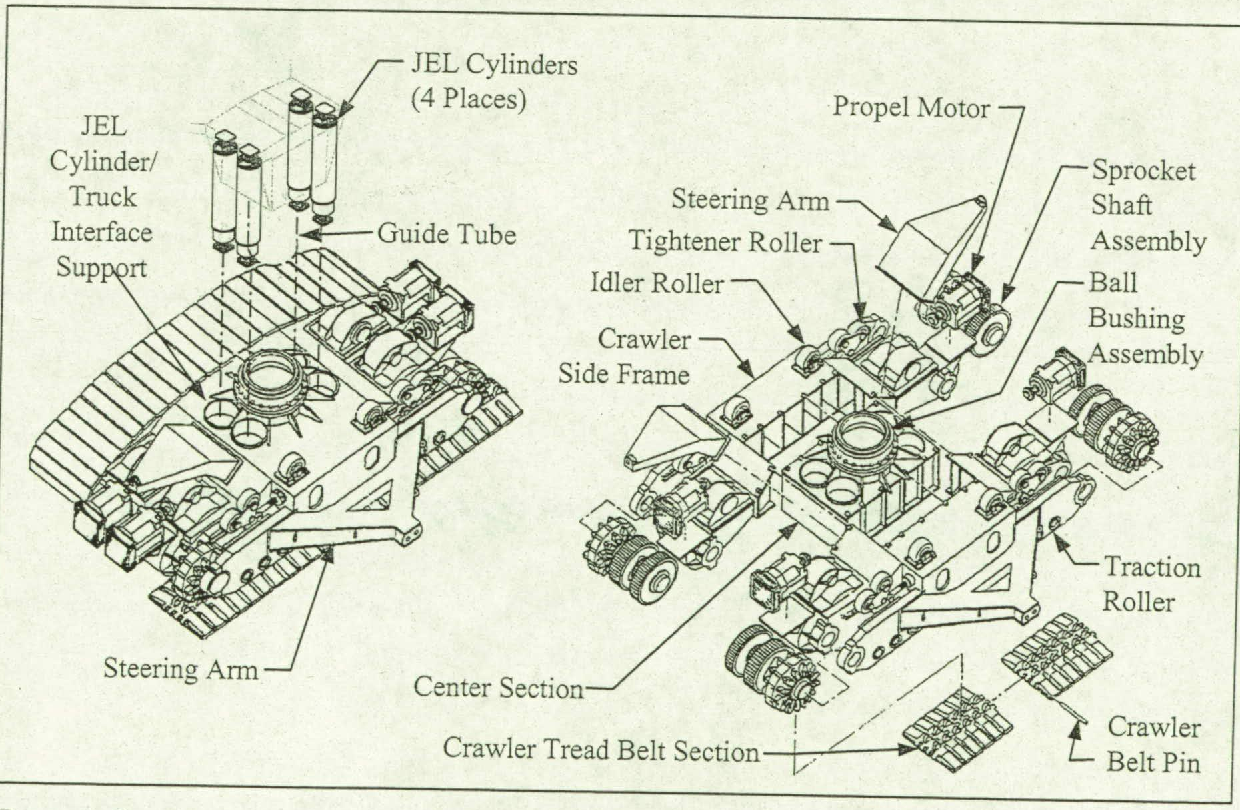 JEL Cylinders
(4 Places)
JEL
Cylinder/
Truck
Interface
Support
Guide Tube
Steering Arm
Propel Motor
Steering Arm
Tightener Roller
Idler Roller
Crawler
Side Frame
Sprocket
Shaft
Assembly
Ball
Bushing
Assembly
Traction
Roller
Center Section
Crawler Tread Belt Section
Crawler
Belt Pin